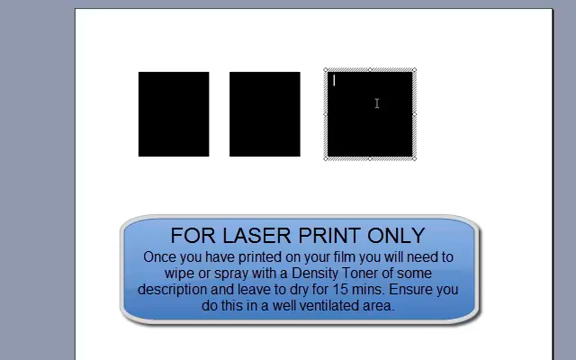 FOR LASER PRINT ONLY
Once you have printed on your film you will need to
wipe or spray with a Density Toner of some
description and leave to dry for 15 mins. Ensure you
do this in a well ventilated area.